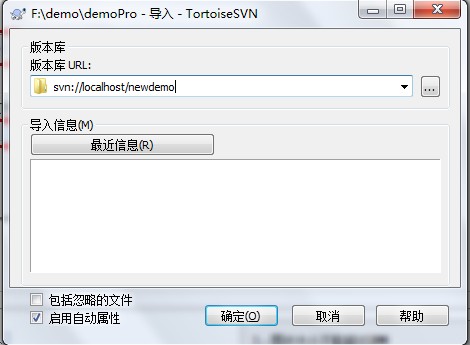 F:\demo\demoPro - 导入 - TortoiseSVN
版本库
版本库 URL:
svn://localhost/newdemo
...
导入信息(M)
最近信息(R)
包括忽略的文件
启用自动属性
确定(O)
取消
帮助